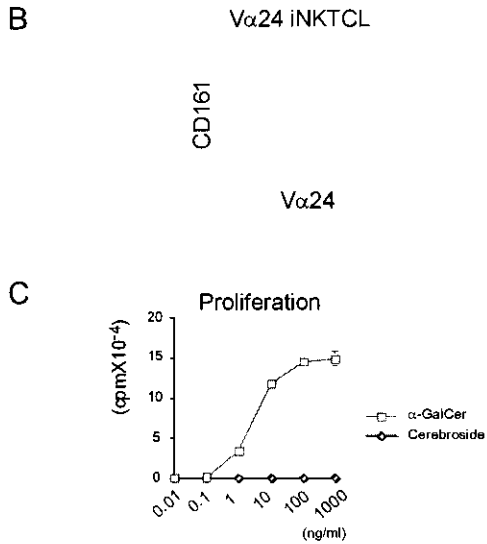 B
Vα24 iNKTCL
CD161
Vα24
C
Proliferation
(cpmX10-4)
20
15
10
5
0
0.01 0.1 1 10 100 1000
(ng/ml)
α-GalCer
Cerebroside